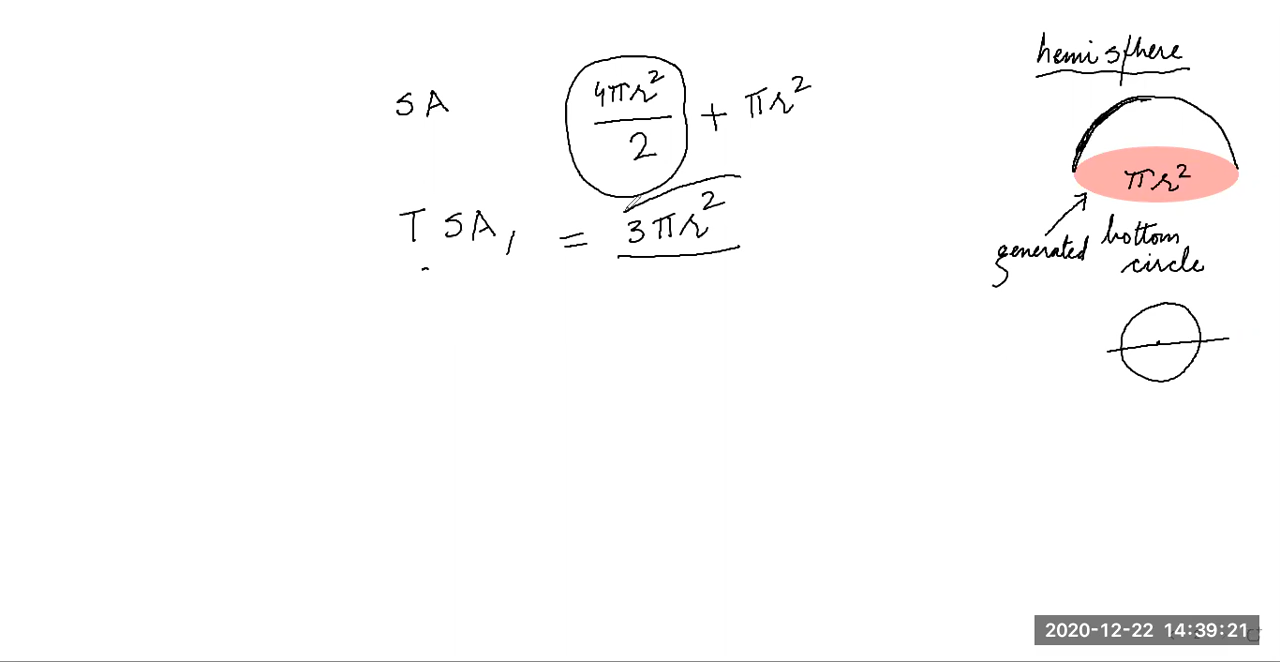 hemisphere
SA 4πr²/2 + πr²
πr²
TSA, = 3πr²
generated bottom
circle
2020-12-22 14:39:21